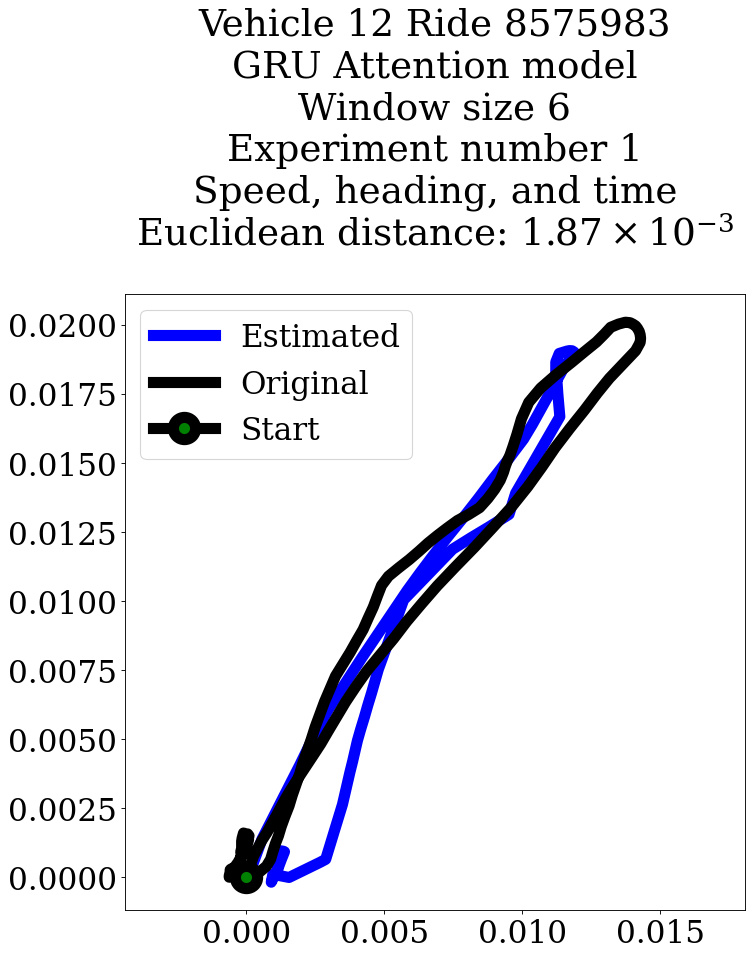 Vehicle 12 Ride 8575983
GRU Attention model
Window size 6
Experiment number 1
Speed, heading, and time
Euclidean distance: 1.87 × 10⁻³
Estimated
Original
Start
0.0200
0.0175
0.0150
0.0125
0.0100
0.0075
0.0050
0.0025
0.0000
0.000 0.005 0.010 0.015